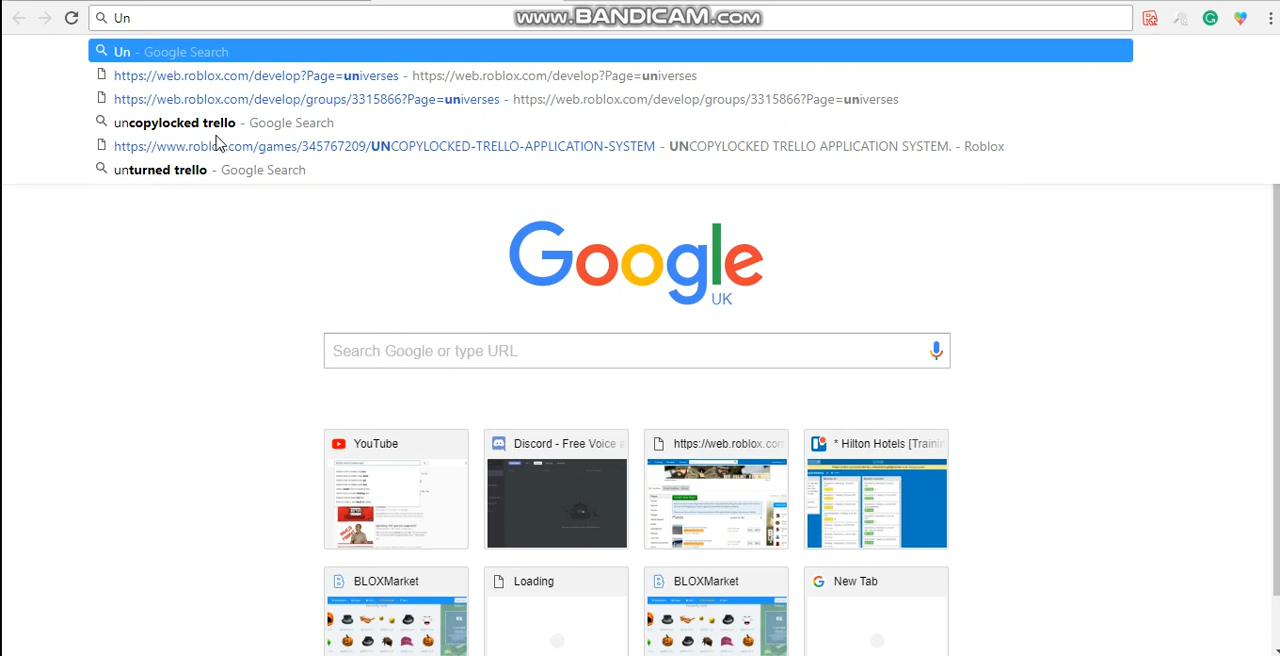 Un
www.BANDICAM.com
Un - Google Search
https://web.roblox.com/develop?Page=universes - https://web.roblox.com/develop?Page=universes
https://web.roblox.com/develop/groups/3315866?Page=universes - https://web.roblox.com/develop/groups/3315866?Page=universes
uncopylocked trello - Google Search
https://www.roblox.com/games/345767209/UNCOPYLOCKED-TRELLO-APPLICATION-SYSTEM - UNCOPYLOCKED TRELLO APPLICATION SYSTEM. - Roblox
unturned trello - Google Search
Google
UK
Search Google or type URL
YouTube
Discord - Free Voice a
https://web.roblox.com
* Hilton Hotels [Trainin
BLOXMarket
Loading
BLOXMarket
New Tab